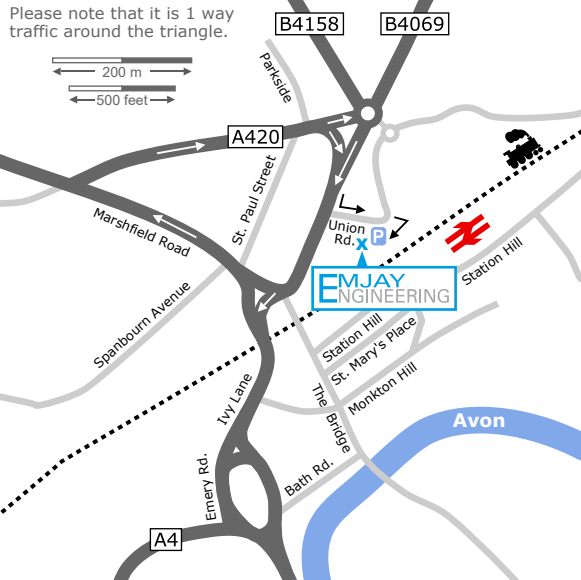 Please note that it is 1 way
traffic around the triangle.
200 m
500 feet
B4158
B4069
Parkside
A420
St. Paul Street
Marshfield Road
Union
Rd.
x
P
EMJAY
ENGINEERING
Station Hill
Spanbourn Avenue
Station Hill
St. Mary's Place
Monkton Hill
Ivy Lane
The Bridge
Avon
Emery Rd.
Bath Rd.
A4